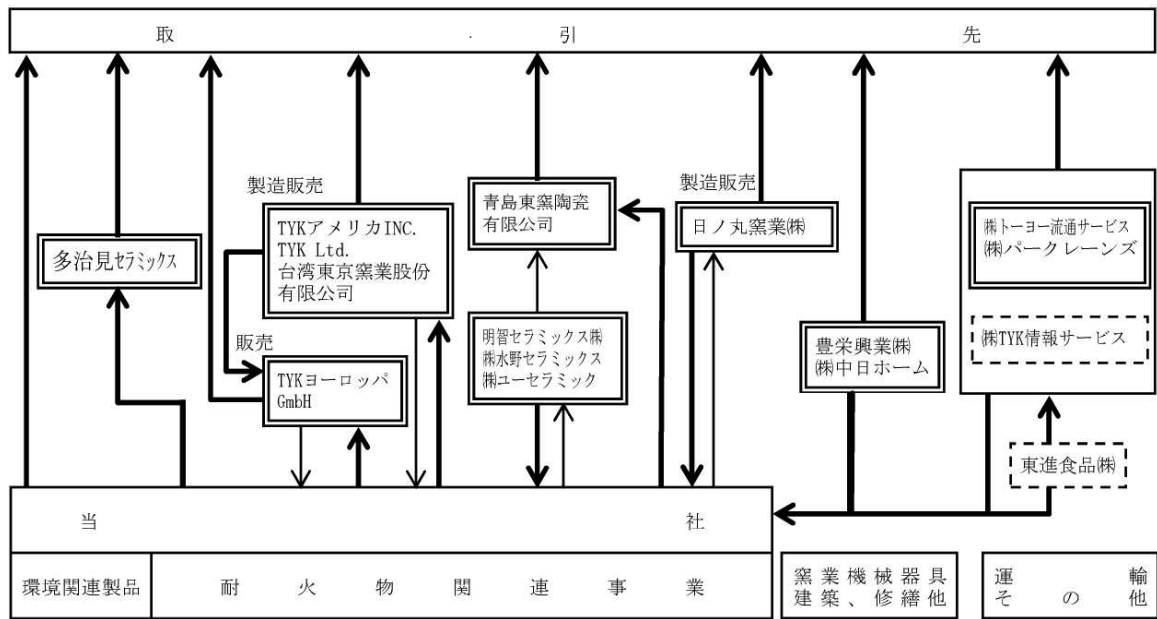 取・引先
製造販売
TYKアメリカINC.
TYK Ltd.
台湾東京窯業股份
有限公司
青島東窯陶瓷
有限公司
製造販売
日ノ丸窯業㈱
㈱トーヨー流通サービス
㈱パークレーンズ
多治見セラミックス
販売
TYKヨーロッパ
GmbH
明智セラミックス㈱
㈱水野セラミックス
㈱ユーセラミック
豊栄興業㈱
㈱中日ホーム
㈱TYK情報サービス
東進食品㈱
当社
環境関連製品
耐火物関連事業
窯業機械器具
建築、修繕他
運輸
その他